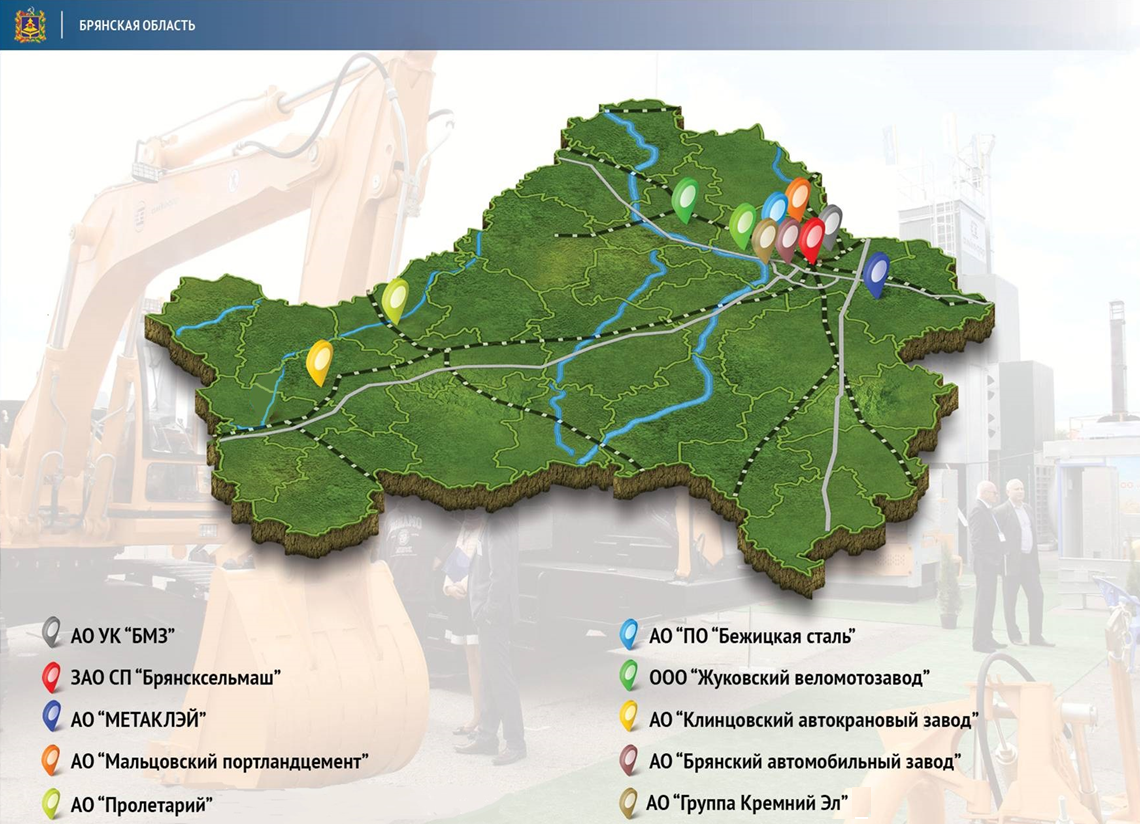 БРЯНСКАЯ ОБЛАСТЬ
АО УК “БМЗ”
ЗАО СП “Брянсксельмаш”
АО “МЕТАКЛЭЙ”
АО “Мальцовский портландцемент”
АО “Пролетарий”
АО “ПО “Бежицкая сталь”
ООО “Жуковский веломотозавод”
АО “Клинцовский автокрановый завод”
АО “Брянский автомобильный завод”
АО “Группа Кремний Эл”